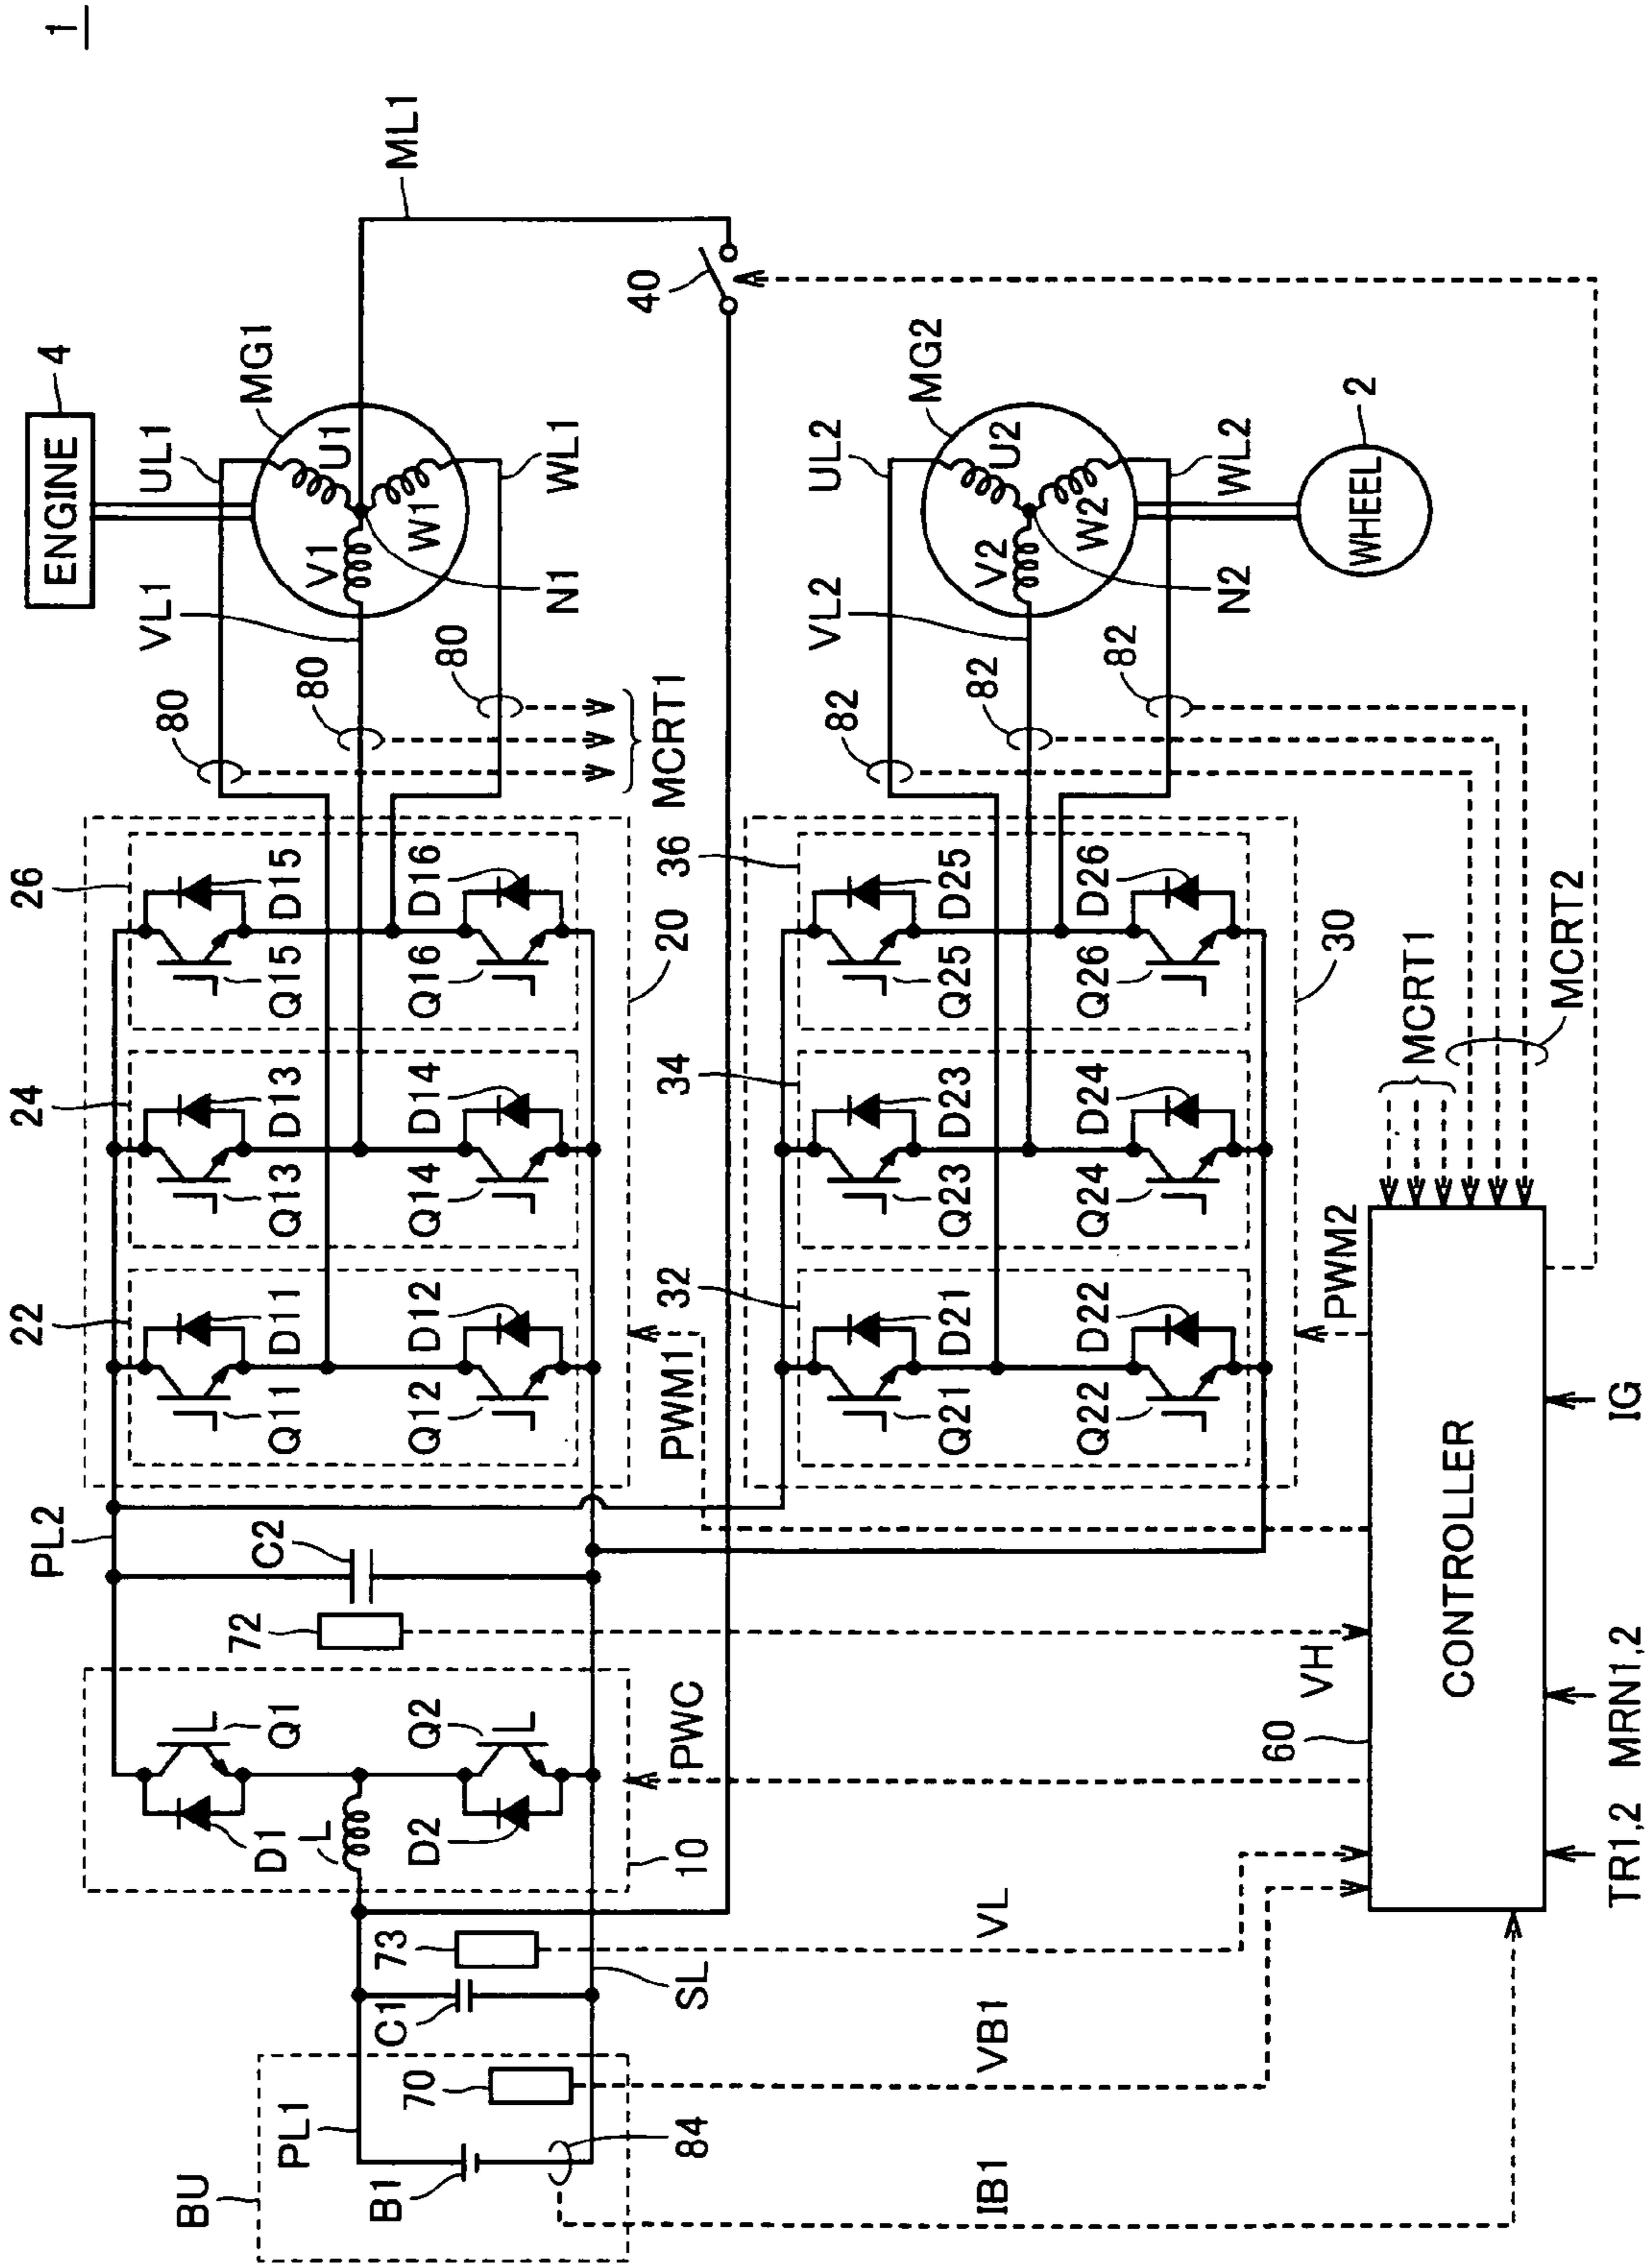 1
ENGINE
4
UL1
MG1
ML1
VL1
U1
V1
W1
N1
WL1
80
80
80
MCRT1
40
26
24
22
D15
Q15
D16
Q16
D13
Q13
D14
Q14
D11
Q11
D12
Q12
20
PL2
C2
72
Q1
Q2
D1
L
D2
10
PWC
PWM1
BU
PL1
B1
70
C1
73
SL
84
UL2
MG2
VL2
U2
V2
W2
N2
WL2
WHEEL
2
82
82
82
36
34
32
D25
Q25
D26
Q26
D23
Q23
D24
Q24
D21
Q21
D22
Q22
30
MCRT1
MCRT2
PWM2
VH
60
VL
VB1
IB1
CONTROLLER
IG
MRN1,2
TR1,2